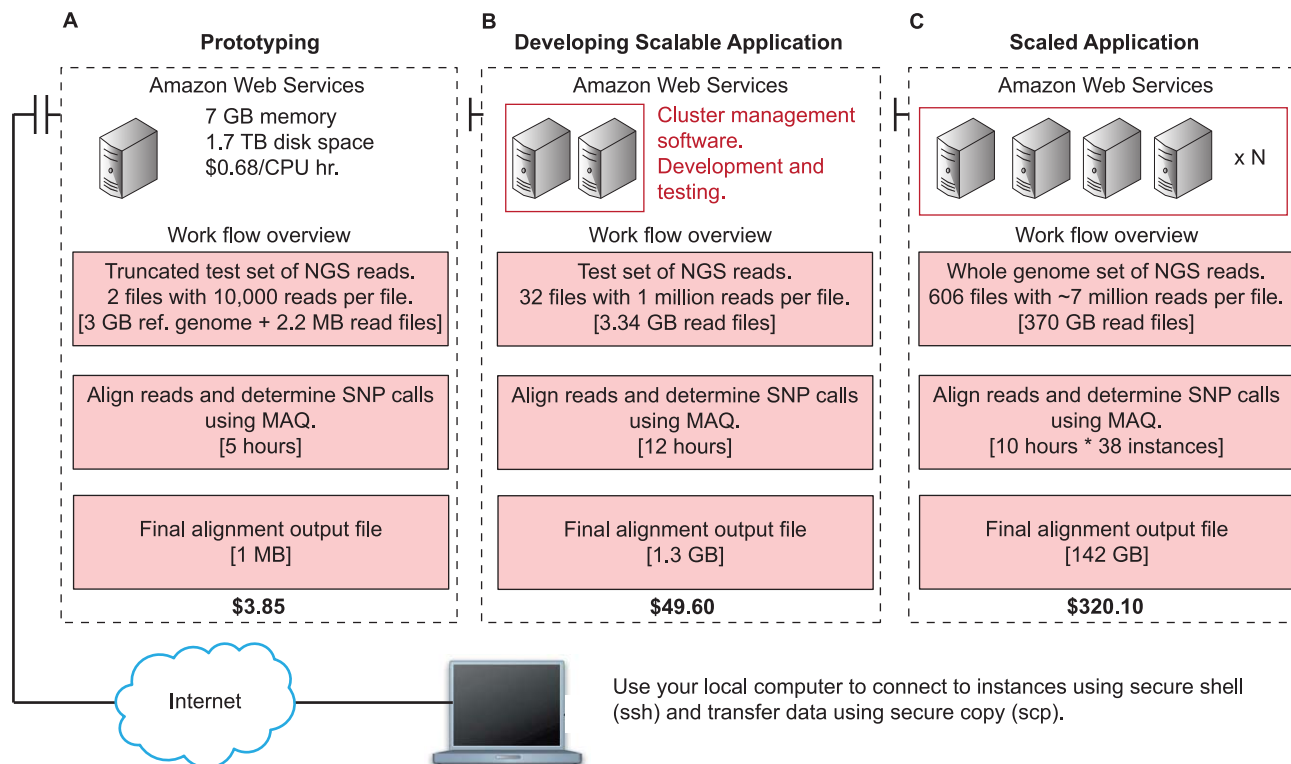 A
Prototyping
Amazon Web Services
7 GB memory
1.7 TB disk space
$0.68/CPU hr.
Work flow overview
Truncated test set of NGS reads.
2 files with 10,000 reads per file.
[3 GB ref. genome + 2.2 MB read files]
Align reads and determine SNP calls
using MAQ.
[5 hours]
Final alignment output file
[1 MB]
$3.85
B
Developing Scalable Application
Amazon Web Services
Cluster management
software.
Development and
testing.
Work flow overview
Test set of NGS reads.
32 files with 1 million reads per file.
[3.34 GB read files]
Align reads and determine SNP calls
using MAQ.
[12 hours]
Final alignment output file
[1.3 GB]
$49.60
C
Scaled Application
Amazon Web Services
x N
Work flow overview
Whole genome set of NGS reads.
606 files with ~7 million reads per file.
[370 GB read files]
Align reads and determine SNP calls
using MAQ.
[10 hours * 38 instances]
Final alignment output file
[142 GB]
$320.10
Internet
Use your local computer to connect to instances using secure shell
(ssh) and transfer data using secure copy (scp).